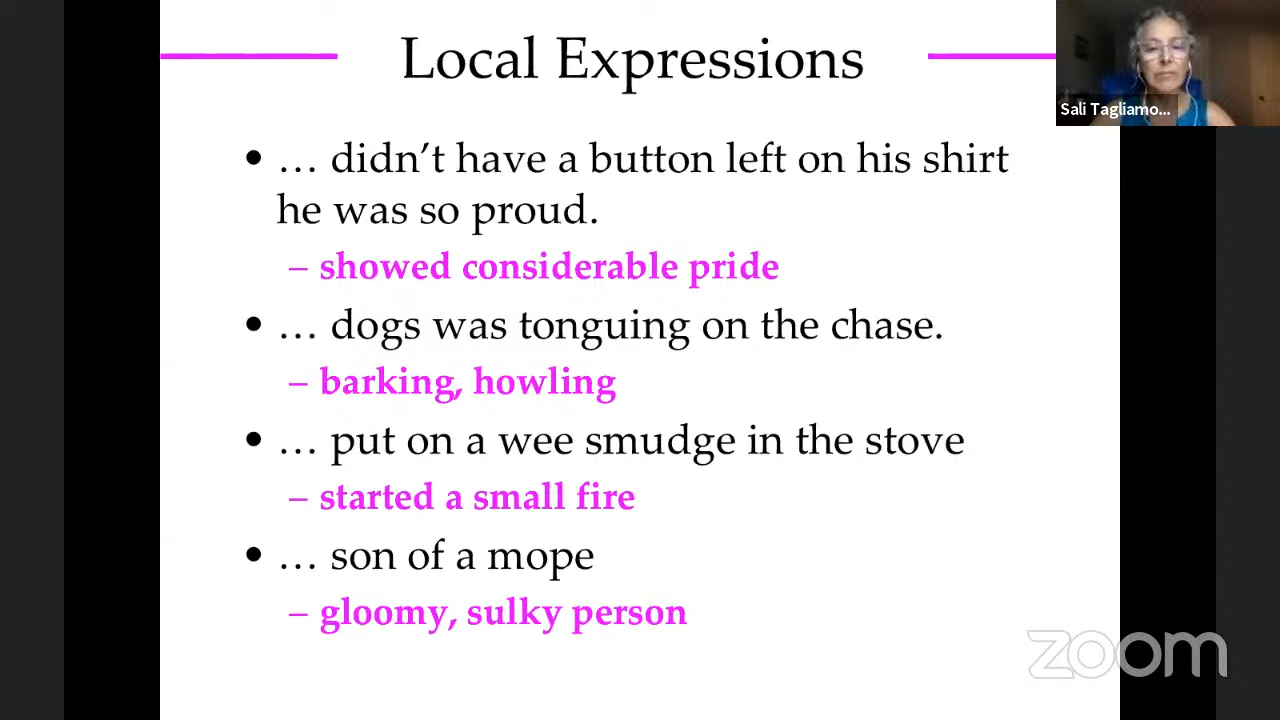 Local Expressions
Sali Tagliamo...
• … didn’t have a button left on his shirt
he was so proud.
– showed considerable pride
• … dogs was tonguing on the chase.
– barking, howling
• … put on a wee smudge in the stove
– started a small fire
• … son of a mope
– gloomy, sulky person
zoom